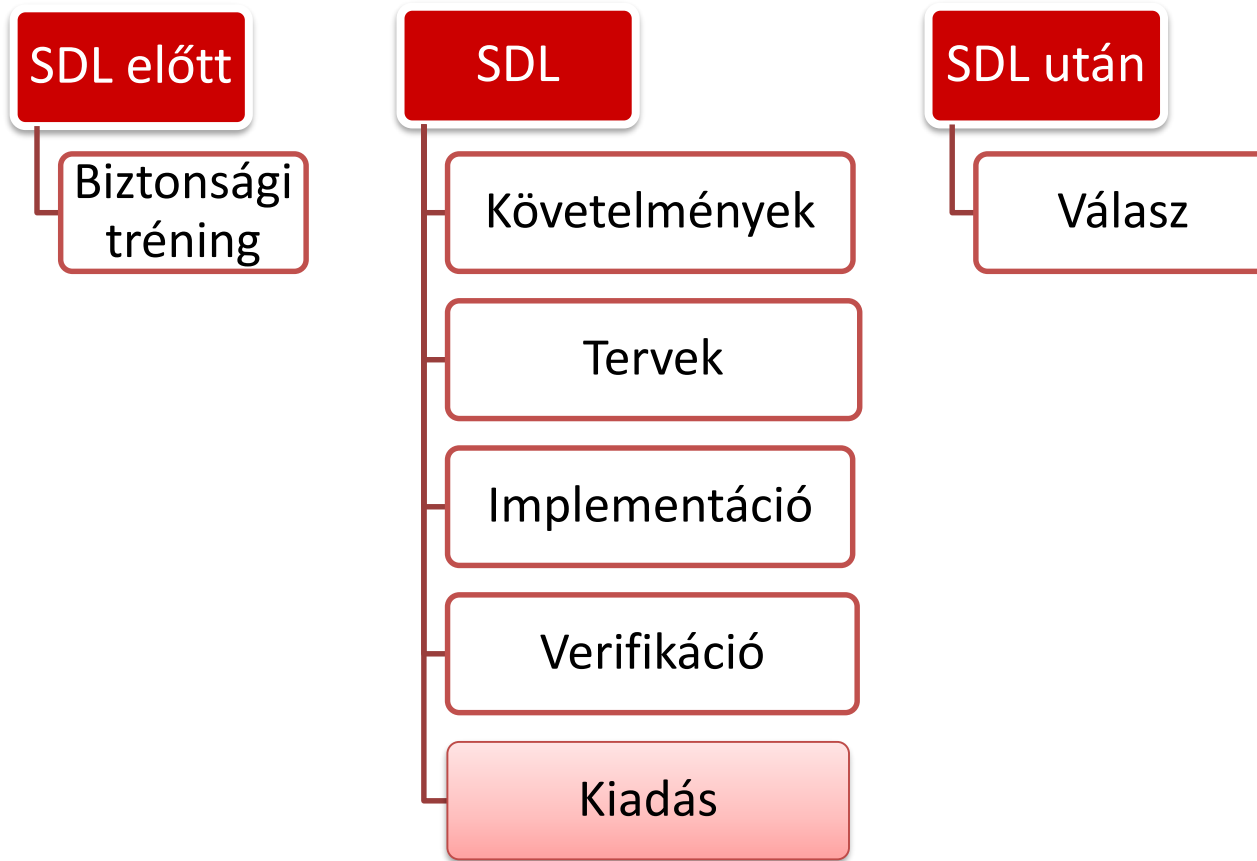 SDL előtt
Biztonsági
tréning
SDL
Követelmények
Tervek
Implementáció
Verifikáció
Kiadás
SDL után
Válasz